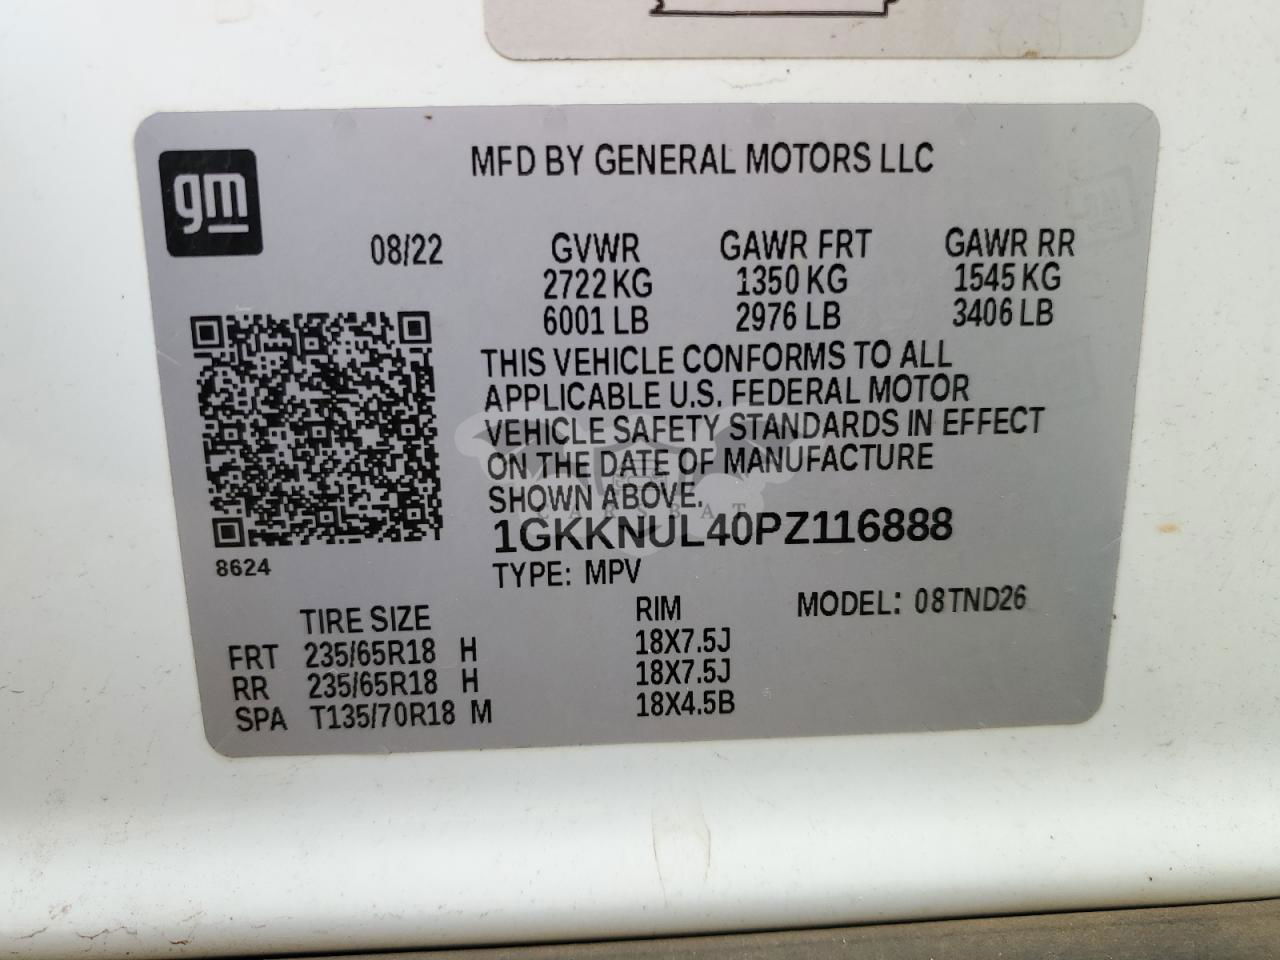 gm
MFD BY GENERAL MOTORS LLC
08/22
GVWR GAWR FRT GAWR RR
2722 KG 1350 KG 1545 KG
6001 LB 2976 LB 3406 LB
THIS VEHICLE CONFORMS TO ALL
APPLICABLE U.S. FEDERAL MOTOR
VEHICLE SAFETY STANDARDS IN EFFECT
ON THE DATE OF MANUFACTURE
SHOWN ABOVE.
CARSBAT
1GKKNUL40PZ116888
8624
TYPE: MPV
TIRE SIZE RIM MODEL: 08TND26
FRT 235/65R18 H 18X7.5J
RR 235/65R18 H 18X7.5J
SPA T135/70R18 M 18X4.5B